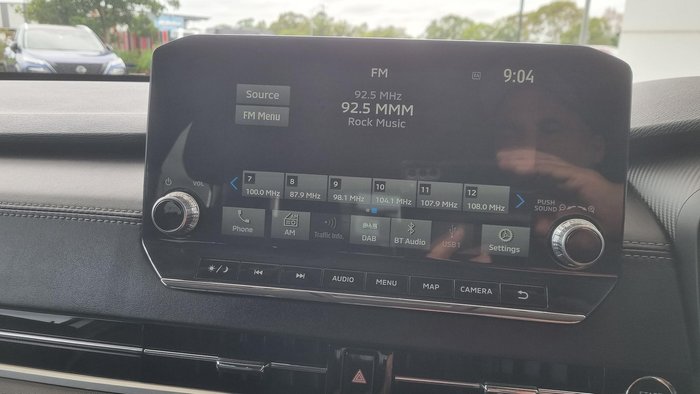 FM
9:04
Source
FM Menu
92.5 MHz
92.5 MMM
Rock Music
7 8 9 10 11 12
100.0 MHz 87.9 MHz 98.1 MHz 104.1 MHz 107.9 MHz 108.0 MHz
VOL
PUSH
SOUND
Phone AM Traffic Info. DAB BT Audio USB1 Settings
AUDIO MENU MAP CAMERA